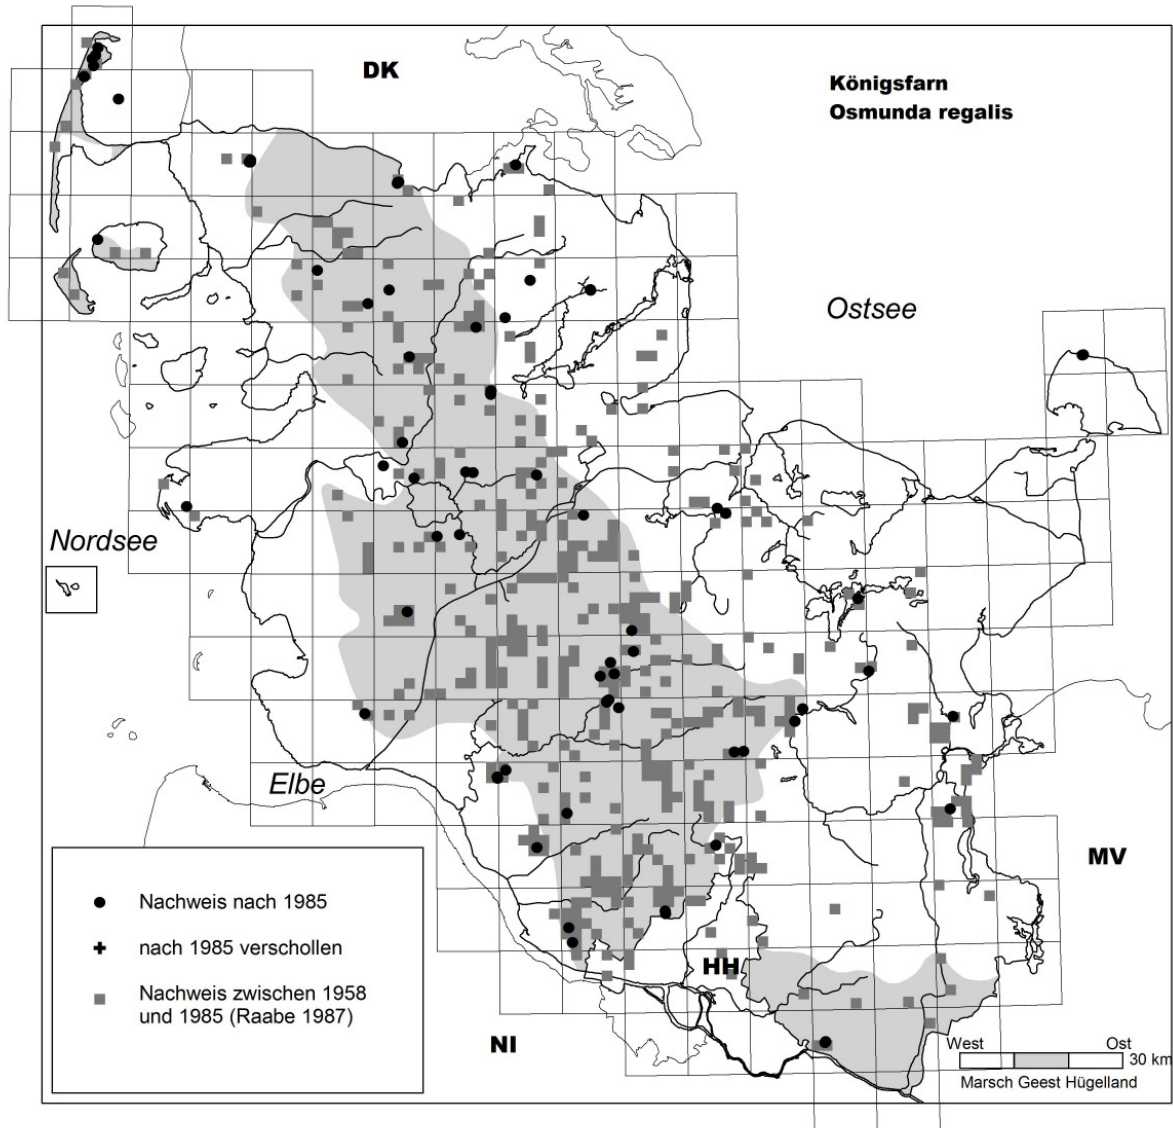 DK
Königsfarn
Osmunda regalis
Ostsee
Nordsee
Elbe
MV
HH
NI
Nachweis nach 1985
nach 1985 verschollen
Nachweis zwischen 1958
und 1985 (Raabe 1987)
West Ost
30 km
Marsch Geest Hügelland